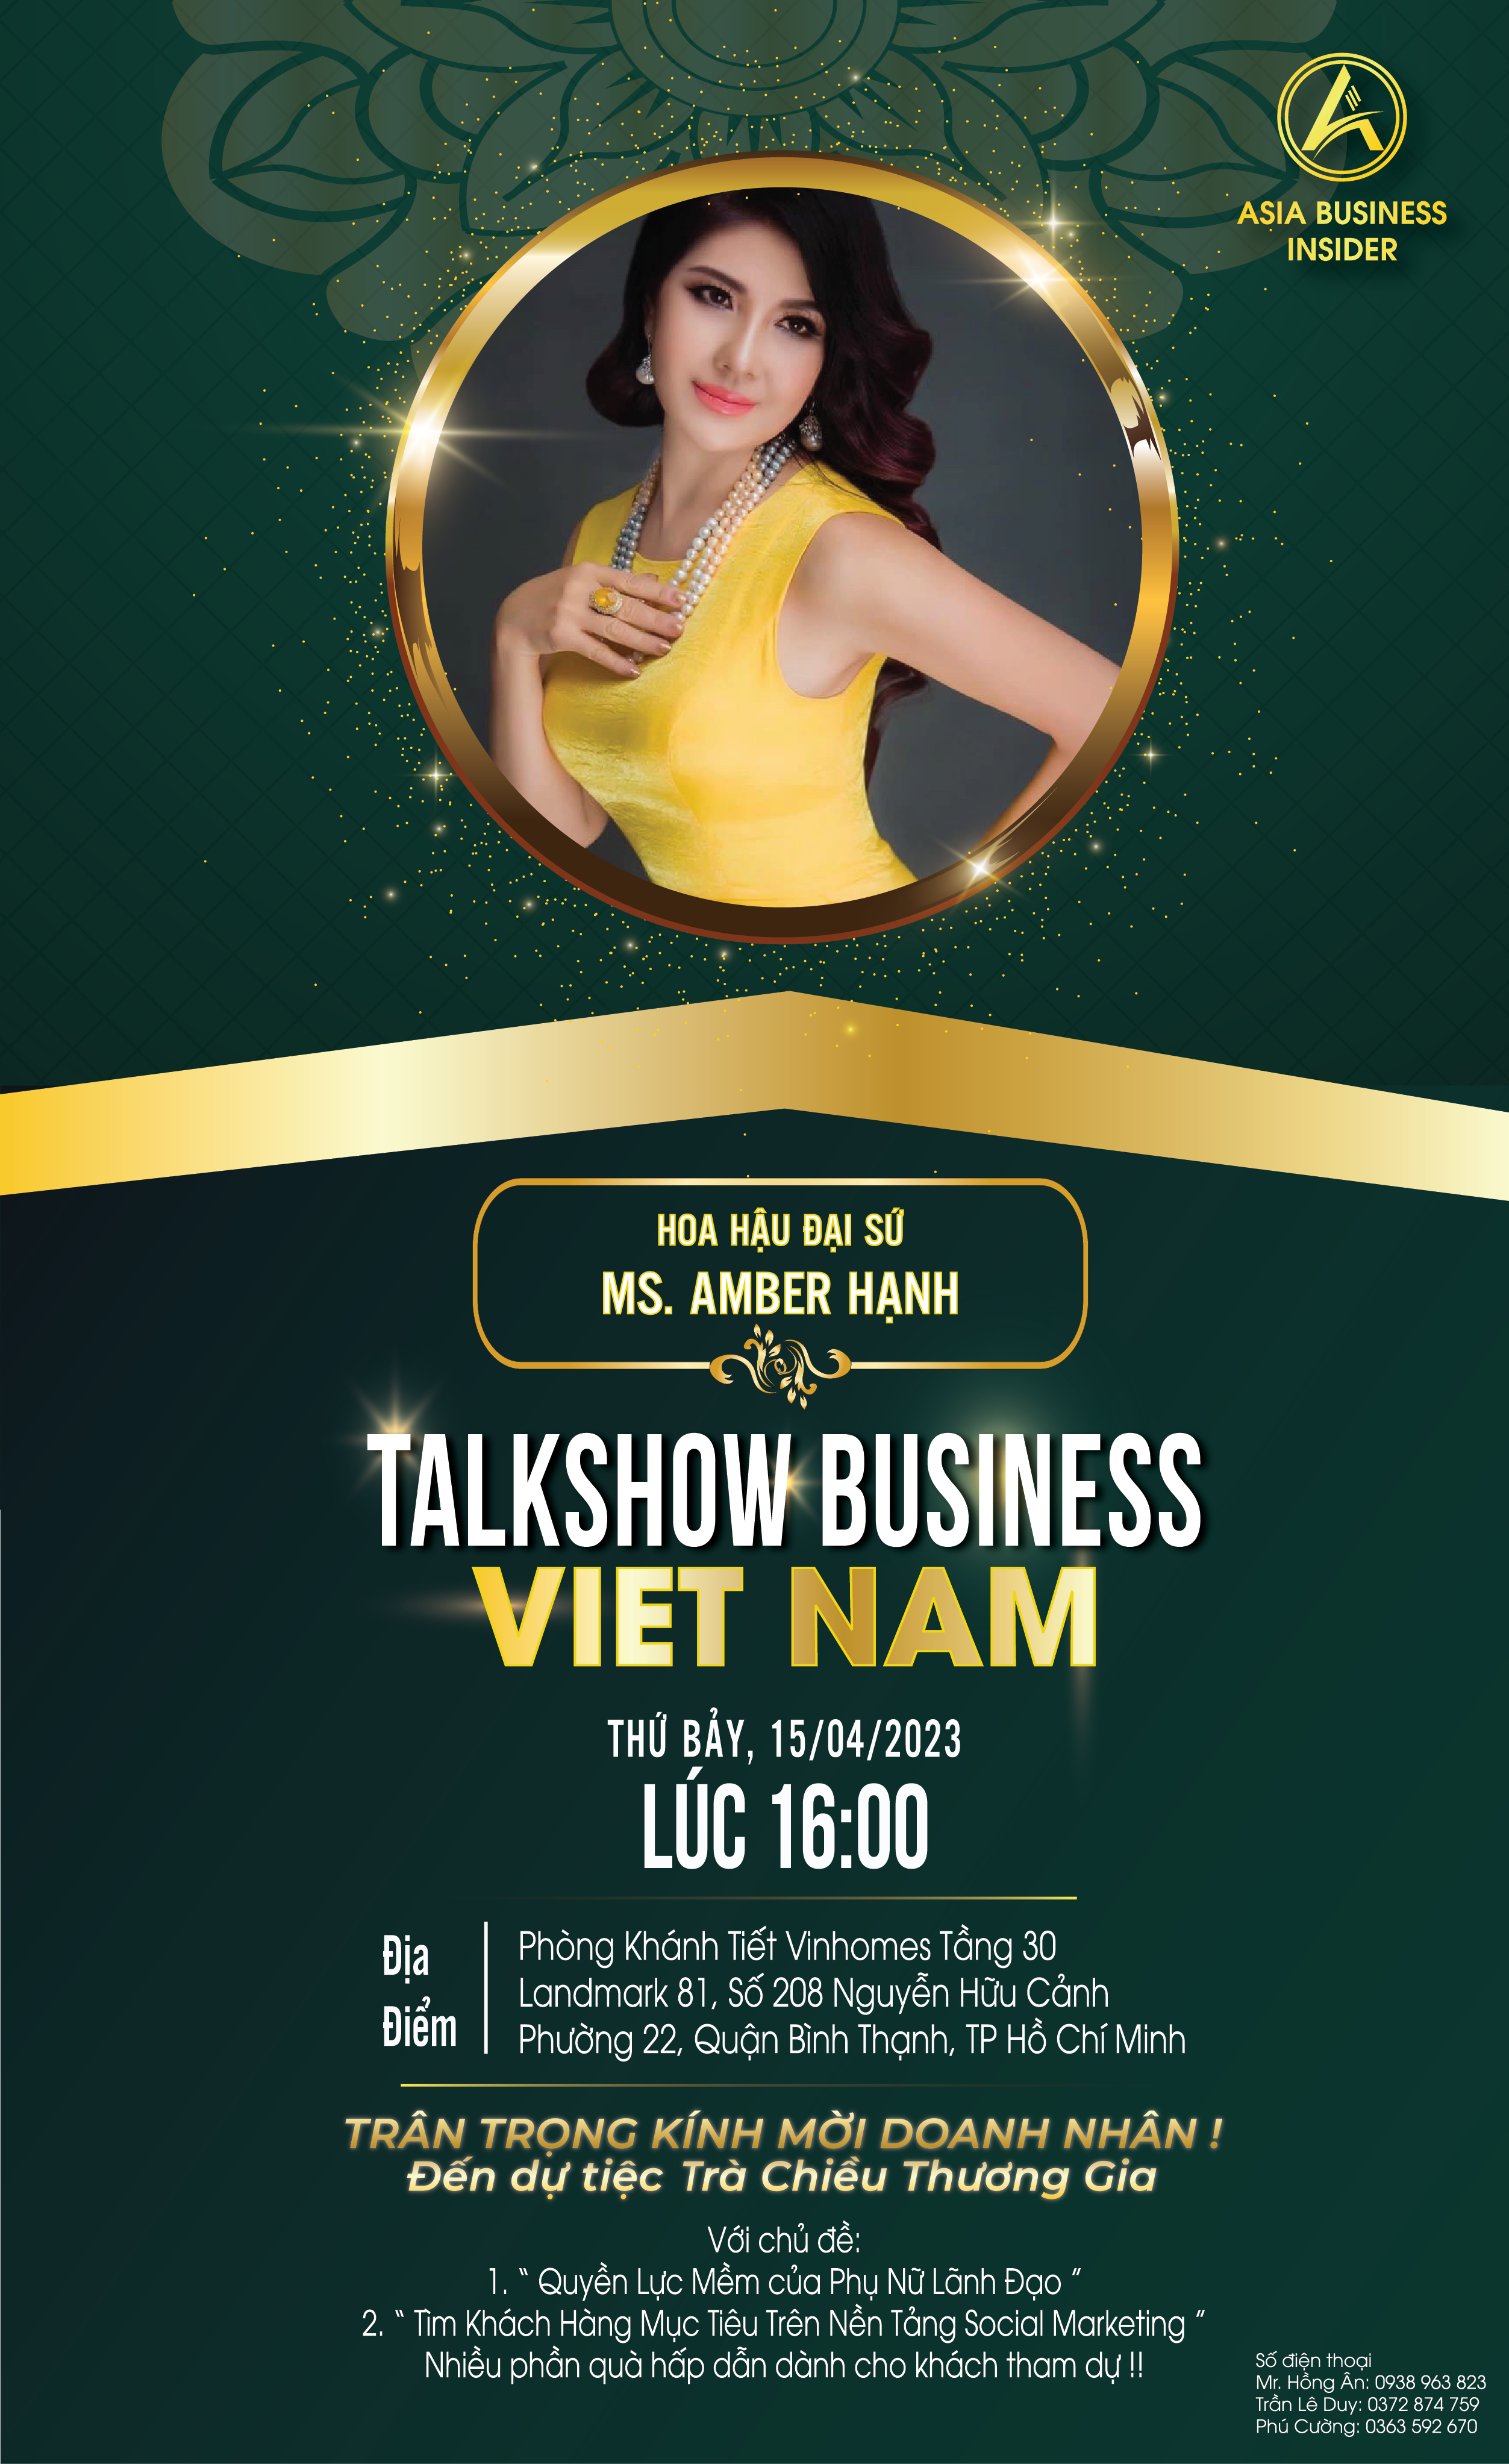 ASIA BUSINESS
INSIDER
HOA HẬU ĐẠI SỨ
MS. AMBER HẠNH
TALKSHOW BUSINESS
VIET NAM
THỨ BẢY, 15/04/2023
LÚC 16:00
Địa
Điểm
Phòng Khánh Tiết Vinhomes Tầng 30
Landmark 81, Số 208 Nguyễn Hữu Cảnh
Phường 22, Quận Bình Thạnh, TP Hồ Chí Minh
TRÂN TRỌNG KÍNH MỜI DOANH NHÂN !
Đến dự tiệc Trà Chiều Thương Gia
Với chủ đề:
1. “ Quyền Lực Mềm của Phụ Nữ Lãnh Đạo ”
2. “ Tìm Khách Hàng Mục Tiêu Trên Nền Tảng Social Marketing ”
Nhiều phần quà hấp dẫn dành cho khách tham dự !!
Số điện thoại
Mr. Hồng Ân: 0938 963 823
Trần Lê Duy: 0372 874 759
Phú Cường: 0363 592 670